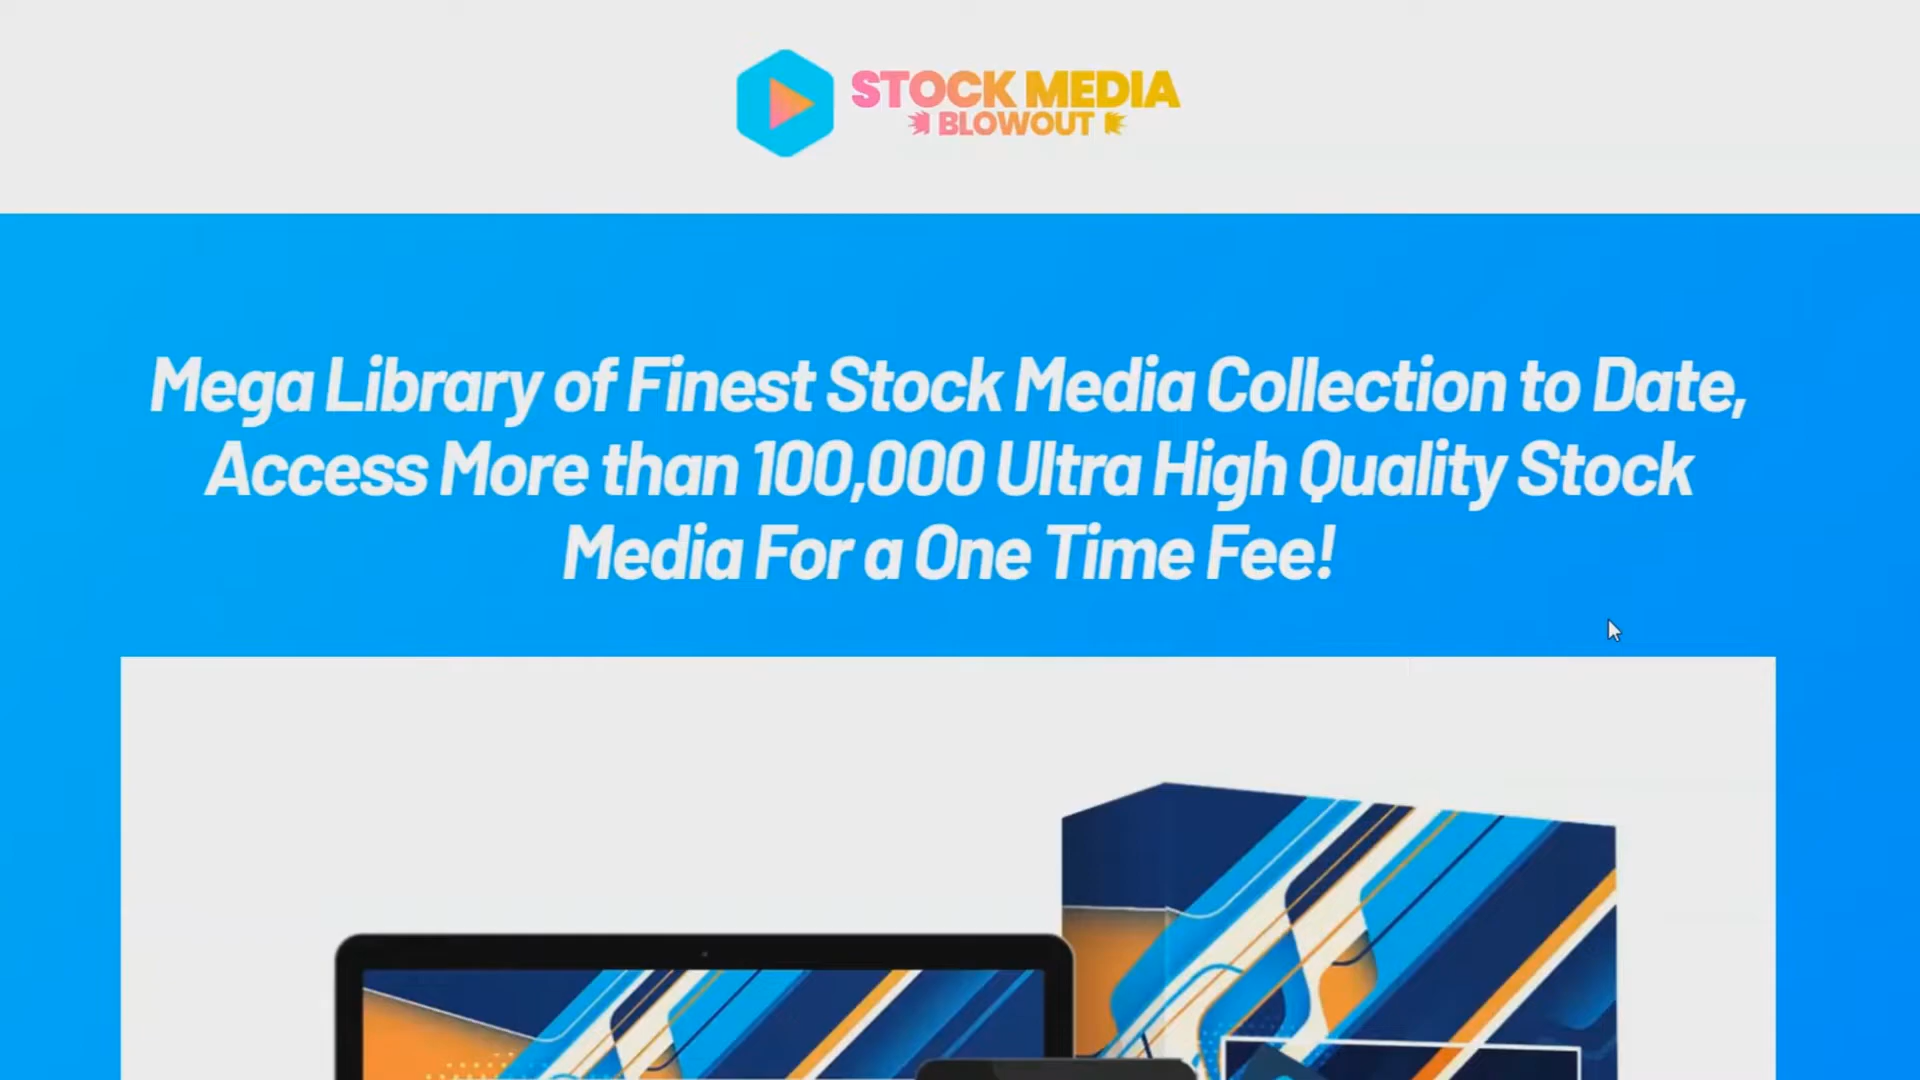 STOCK MEDIA
BLOWOUT
Mega Library of Finest Stock Media Collection to Date,
Access More than 100,000 Ultra High Quality Stock
Media For a One Time Fee!